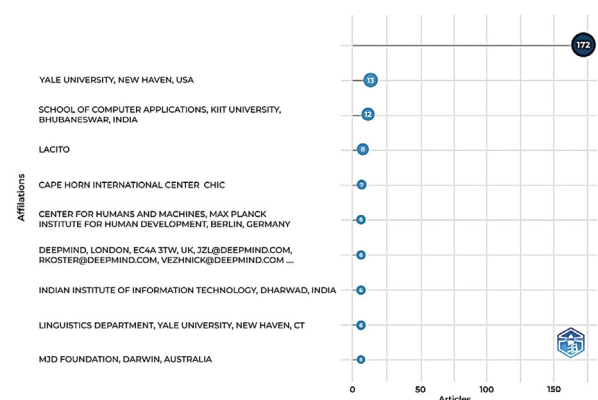 172
YALE UNIVERSITY, NEW HAVEN, USA
13
SCHOOL OF COMPUTER APPLICATIONS, KIIT UNIVERSITY,
BHUBANESWAR, INDIA
12
LACITO
8
CAPE HORN INTERNATIONAL CENTER CHIC
7
CENTER FOR HUMANS AND MACHINES, MAX PLANCK
INSTITUTE FOR HUMAN DEVELOPMENT, BERLIN, GERMANY
6
DEEPMIND, LONDON, EC4A 3TW, UK, JZL@DEEPMIND.COM,
RKOSTER@DEEPMIND.COM, VEZHNICK@DEEPMIND.COM ....
6
INDIAN INSTITUTE OF INFORMATION TECHNOLOGY, DHARWAD, INDIA
6
LINGUISTICS DEPARTMENT, YALE UNIVERSITY, NEW HAVEN, CT
6
MJD FOUNDATION, DARWIN, AUSTRALIA
5
Affilations
0 50 100 150
Articles